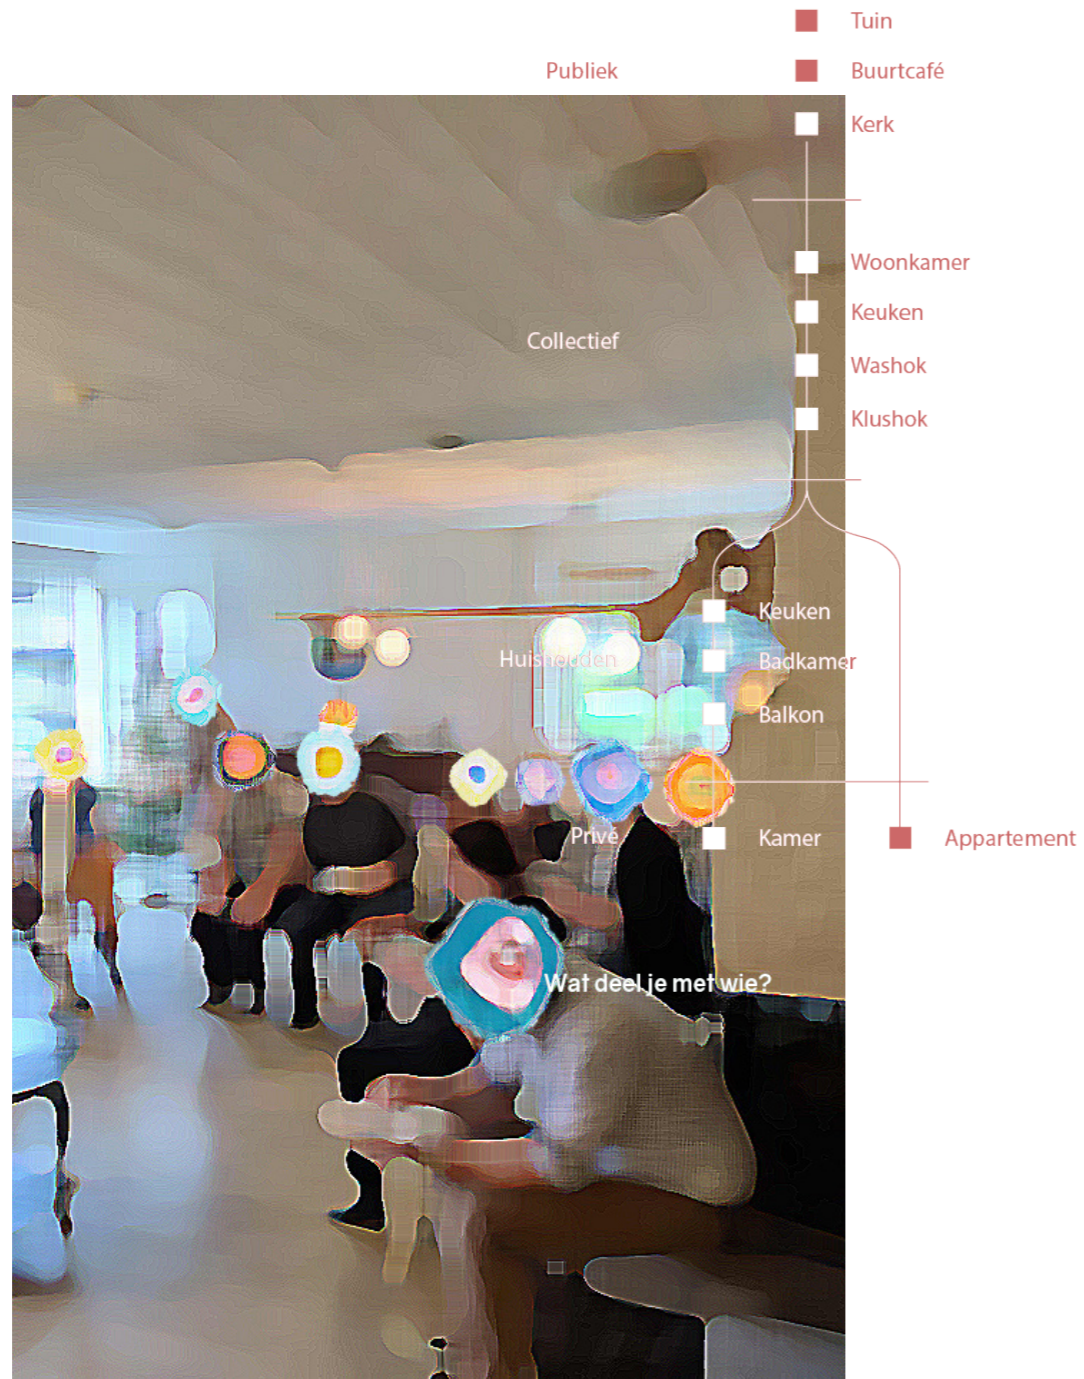 Tuin
Publiek
Buurtcafé
Kerk
Woonkamer
Keuken
Collectief
Washok
Klushok
Keuken
Huishouden
Badkamer
Balkon
Privé
Kamer
Appartement
Wat deel je met wie?